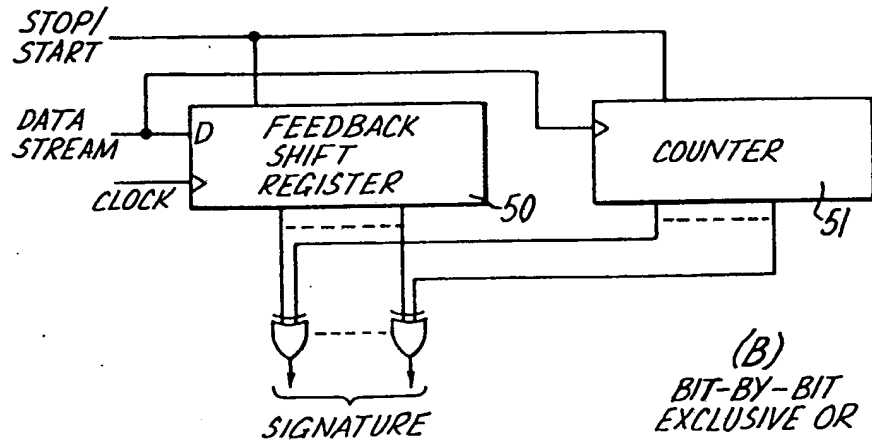 STOP/
START
DATA
STREAM
CLOCK
D
FEEDBACK
SHIFT
REGISTER
50
COUNTER
51
(B)
BIT-BY-BIT
EXCLUSIVE OR
SIGNATURE